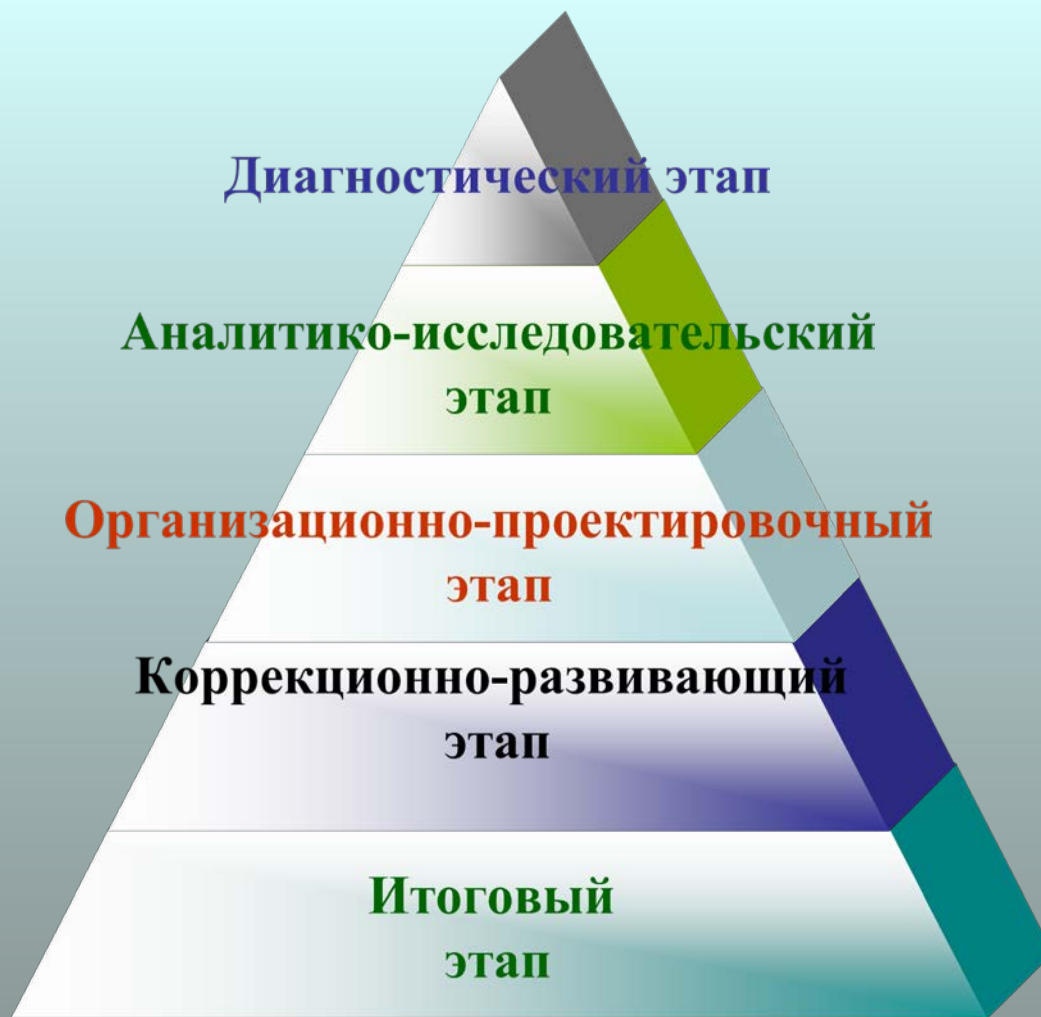 Диагностический этап
Аналитико-исследовательский
этап
Организационно-проектировочный
этап
Коррекционно-развивающий
этап
Итоговый
этап